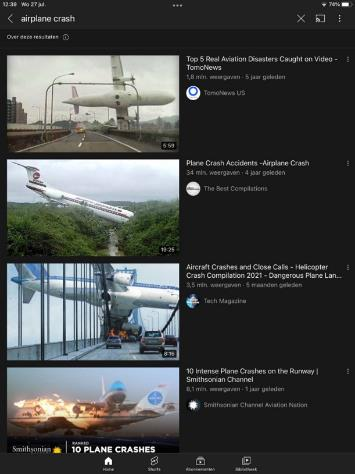 12:39 Wo 27 jul. 74%
airplane crash
Over deze resultaten
Top 5 Real Aviation Disasters Caught on Video -
TomoNews
1,8 mln. weergaven · 5 jaar geleden
TomoNews US
5:59
Plane Crash Accidents -Airplane Crash
34 mln. weergaven · 4 jaar geleden
The Best Compilations
10:25
Aircraft Crashes and Close Calls - Helicopter
Crash Compilation 2021 - Dangerous Plane Lan...
3,5 mln. weergaven · 5 maanden geleden
Tech Magazine
8:16
10 Intense Plane Crashes on the Runway |
Smithsonian Channel
8,1 mln. weergaven · 1 jaar geleden
Smithsonian Channel Aviation Nation
Smithsonian
RANKED
10 PLANE CRASHES
Home Shorts Abonnementen Bibliotheek